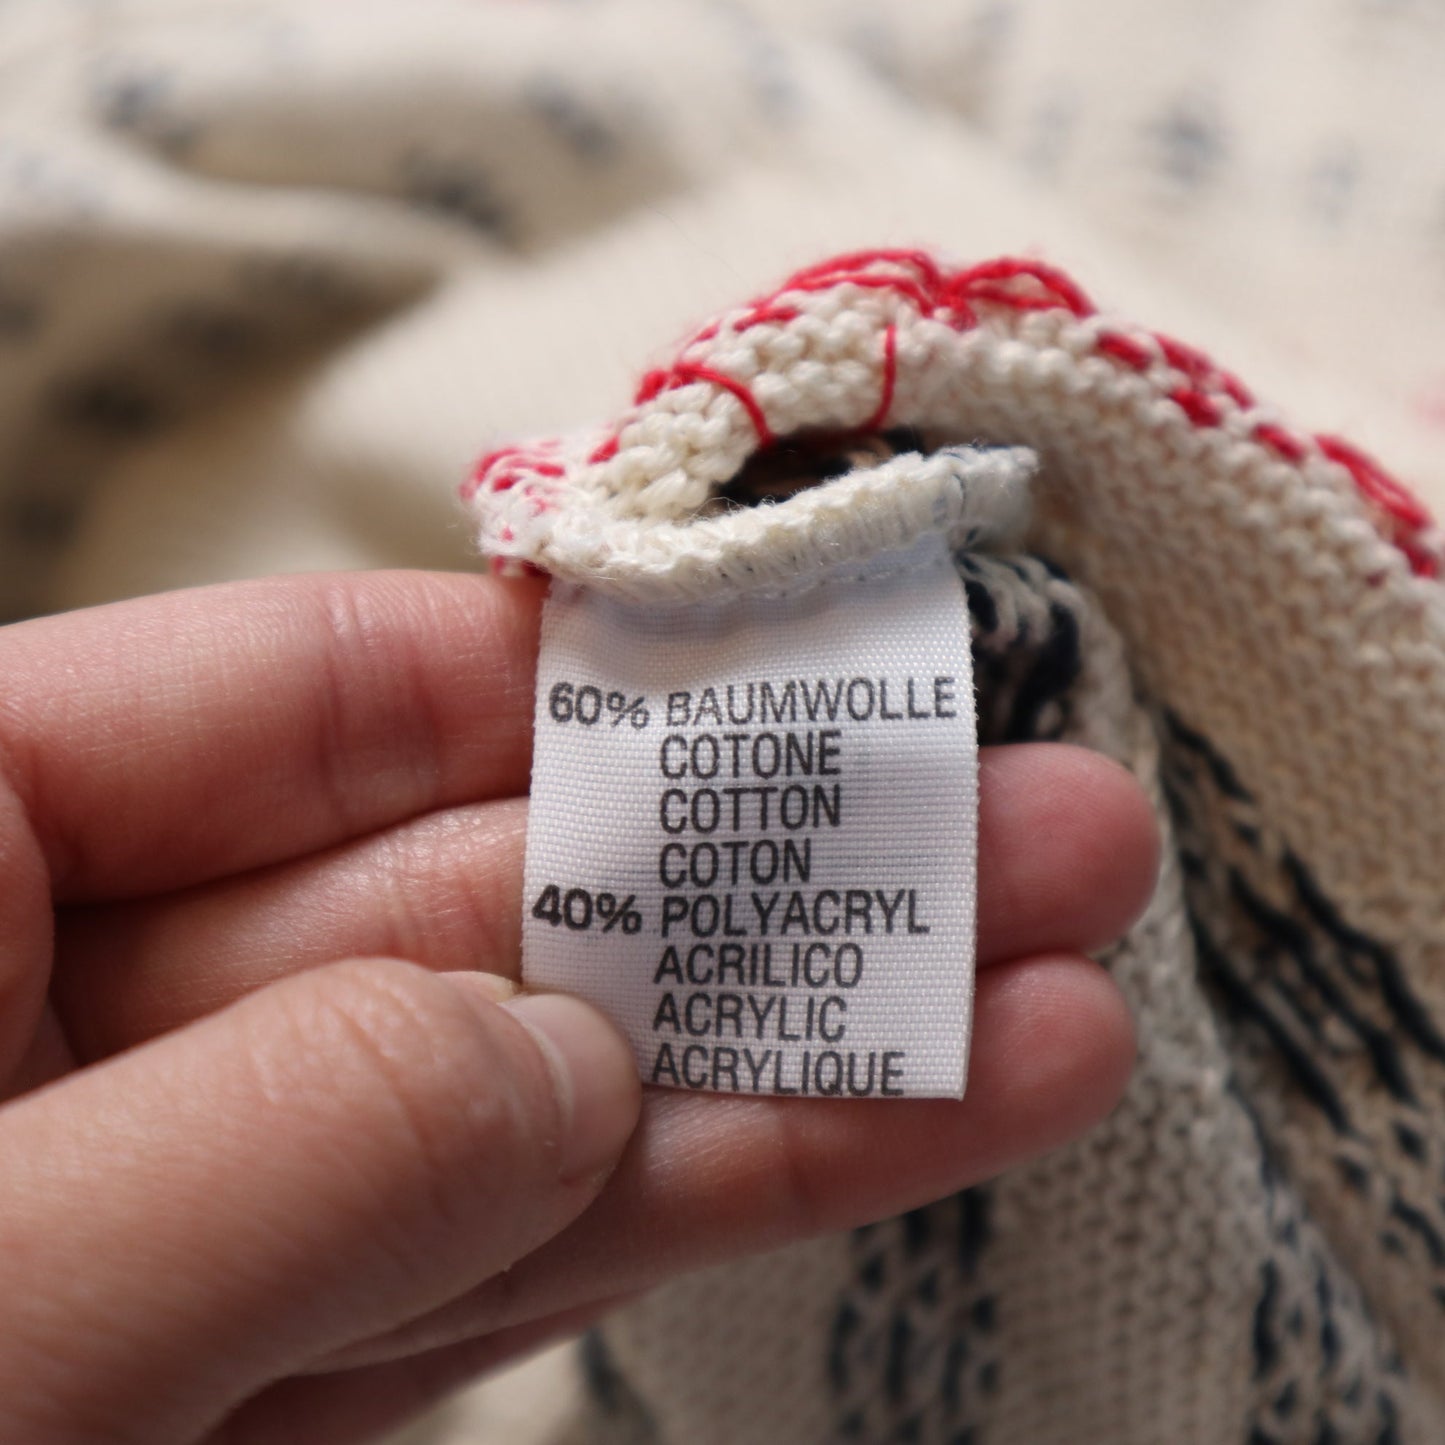 60% BAUMWOLLE
COTONE
COTTON
COTON
40% POLYACRYL
ACRILICO
ACRYLIC
ACRYLIQUE